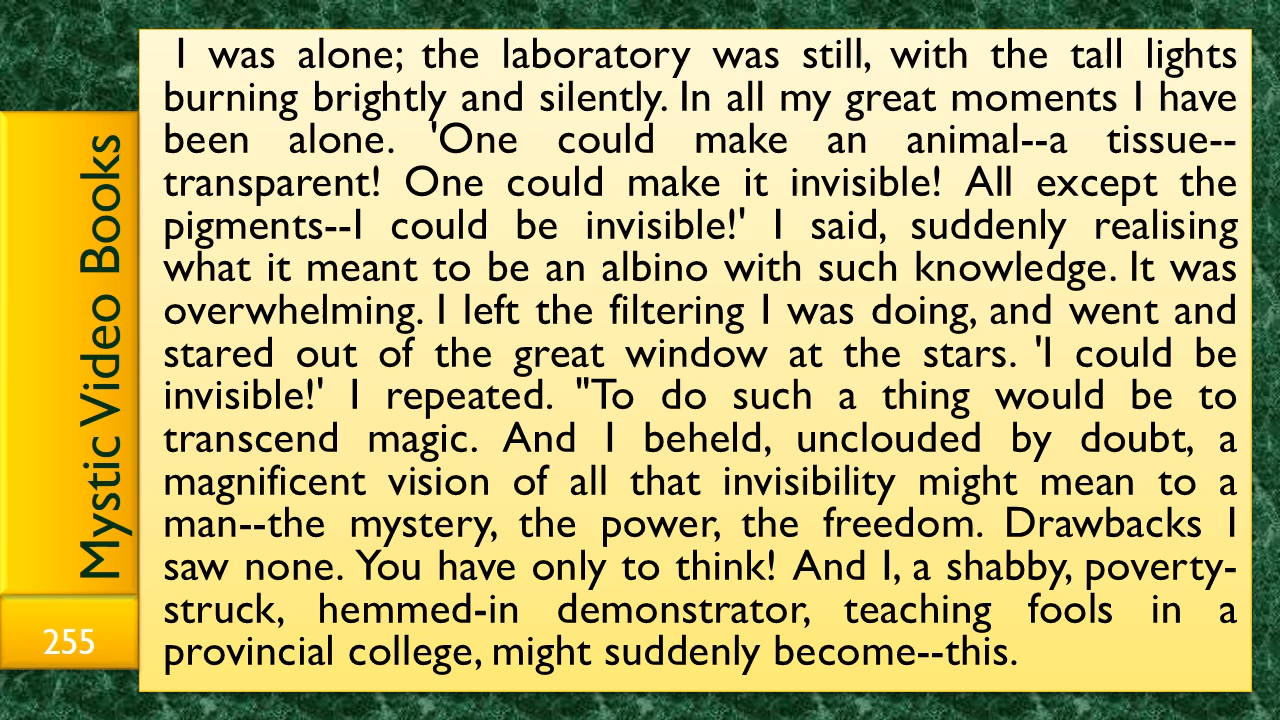 I was alone; the laboratory was still, with the tall lights
burning brightly and silently. In all my great moments I have
been alone. 'One could make an animal--a tissue--
transparent! One could make it invisible! All except the
pigments--I could be invisible!' I said, suddenly realising
what it meant to be an albino with such knowledge. It was
overwhelming. I left the filtering I was doing, and went and
stared out of the great window at the stars. 'I could be
invisible!' I repeated. "To do such a thing would be to
transcend magic. And I beheld, unclouded by doubt, a
magnificent vision of all that invisibility might mean to a
man--the mystery, the power, the freedom. Drawbacks I
saw none. You have only to think! And I, a shabby, poverty-
struck, hemmed-in demonstrator, teaching fools in a
provincial college, might suddenly become--this.
Mystic Video Books
255